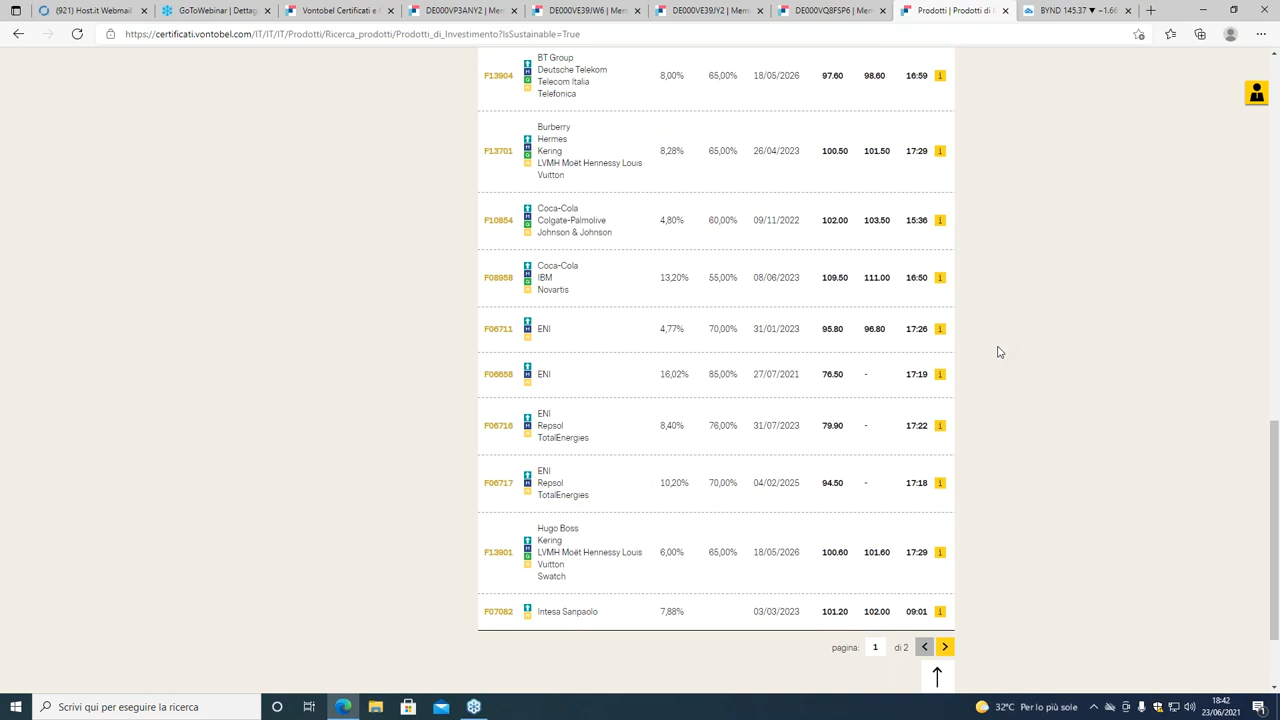 (921) Host.it Webmail
GoToWebinar | Dettag
Vontobel Certificati e C
DE000VP3ANY2 | Mem
DE000VE39JW6 | Mem
DE000VE39JY2 | Mem
DE000VQ8FSP6 | Mem
Prodotti | Prodotti di I
BYND 145.37 ▼ −1.66
https://certificati.vontobel.com/IT/IT/IT/Prodotti/Ricerca_prodotti/Prodotti_di_Investimento?IsSustainable=True
BT Group
F13904 Deutsche Telekom 8,00% 65,00% 18/05/2026 97.60 98.60 16:59 i
Telecom Italia
Telefonica
Burberry
Hermes
F13701 Kering 8,28% 65,00% 26/04/2023 100.50 101.50 17:29 i
LVMH Moët Hennessy Louis
Vuitton
Coca-Cola
F10854 Colgate-Palmolive 4,80% 60,00% 09/11/2022 102.00 103.50 15:36 i
Johnson & Johnson
Coca-Cola
F08958 IBM 13,20% 55,00% 08/06/2023 109.50 111.00 16:50 i
Novartis
F06711 ENI 4,77% 70,00% 31/01/2023 95.80 96.80 17:26 i
F06658 ENI 16,02% 85,00% 27/07/2021 76.50 - 17:19 i
ENI
F06716 Repsol 8,40% 76,00% 31/07/2023 79.90 - 17:22 i
TotalEnergies
ENI
F06717 Repsol 10,20% 70,00% 04/02/2025 94.50 - 17:18 i
TotalEnergies
Hugo Boss
Kering
F13901 LVMH Moët Hennessy Louis 6,00% 65,00% 18/05/2026 100.60 101.60 17:29 i
Vuitton
Swatch
F07082 Intesa Sanpaolo 7,88% 03/03/2023 101.20 102.00 09:01 i
pagina: 1 di 2
Scrivi qui per eseguire la ricerca
32°C Per lo più sole
18:42
23/06/2021